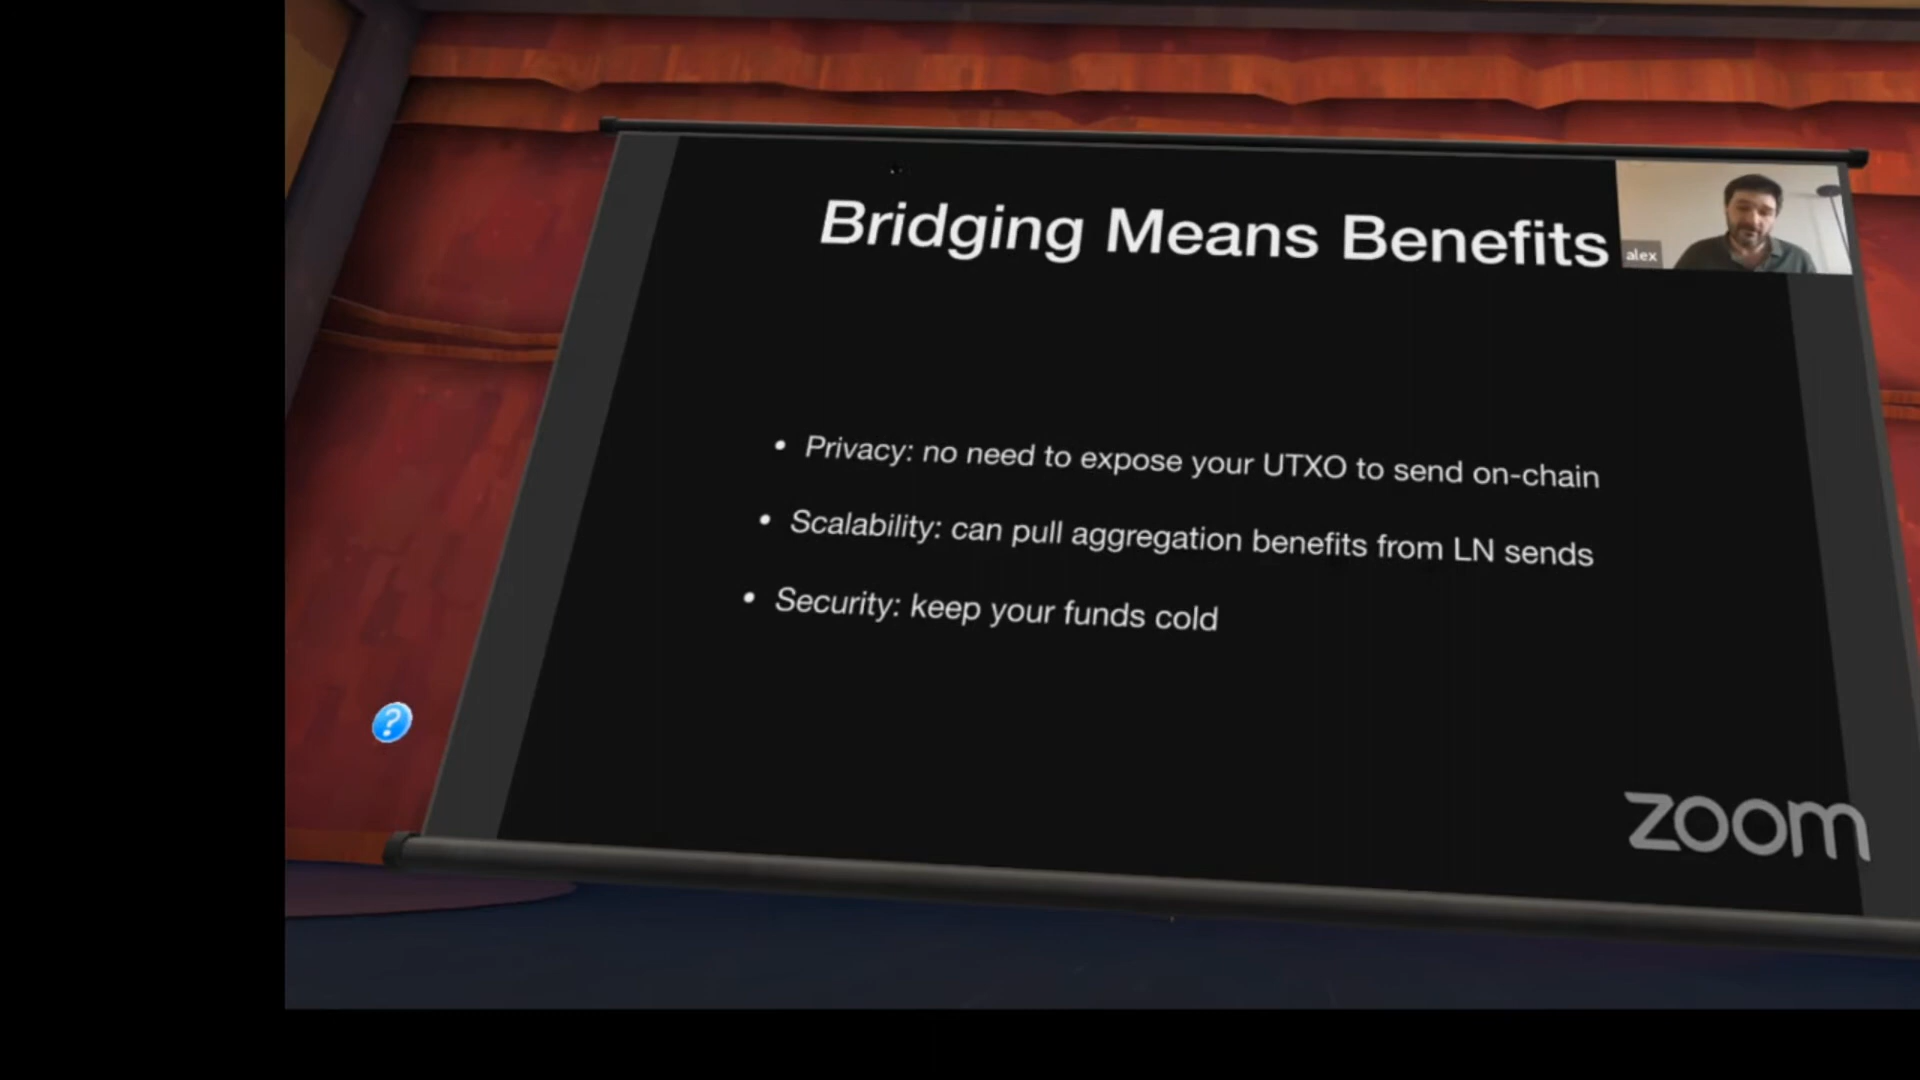 Bridging Means Benefits
alex
• Privacy: no need to expose your UTXO to send on-chain
• Scalability: can pull aggregation benefits from LN sends
• Security: keep your funds cold
?
zoom